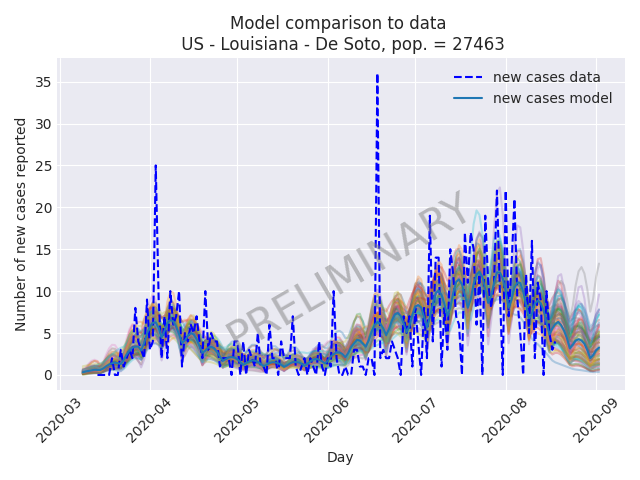 Model comparison to data
US - Louisiana - De Soto, pop. = 27463
new cases data
new cases model
PRELIMINARY
Number of new cases reported
35
30
25
20
15
10
5
0
2020-03
2020-04
2020-05
2020-06
2020-07
2020-08
2020-09
Day